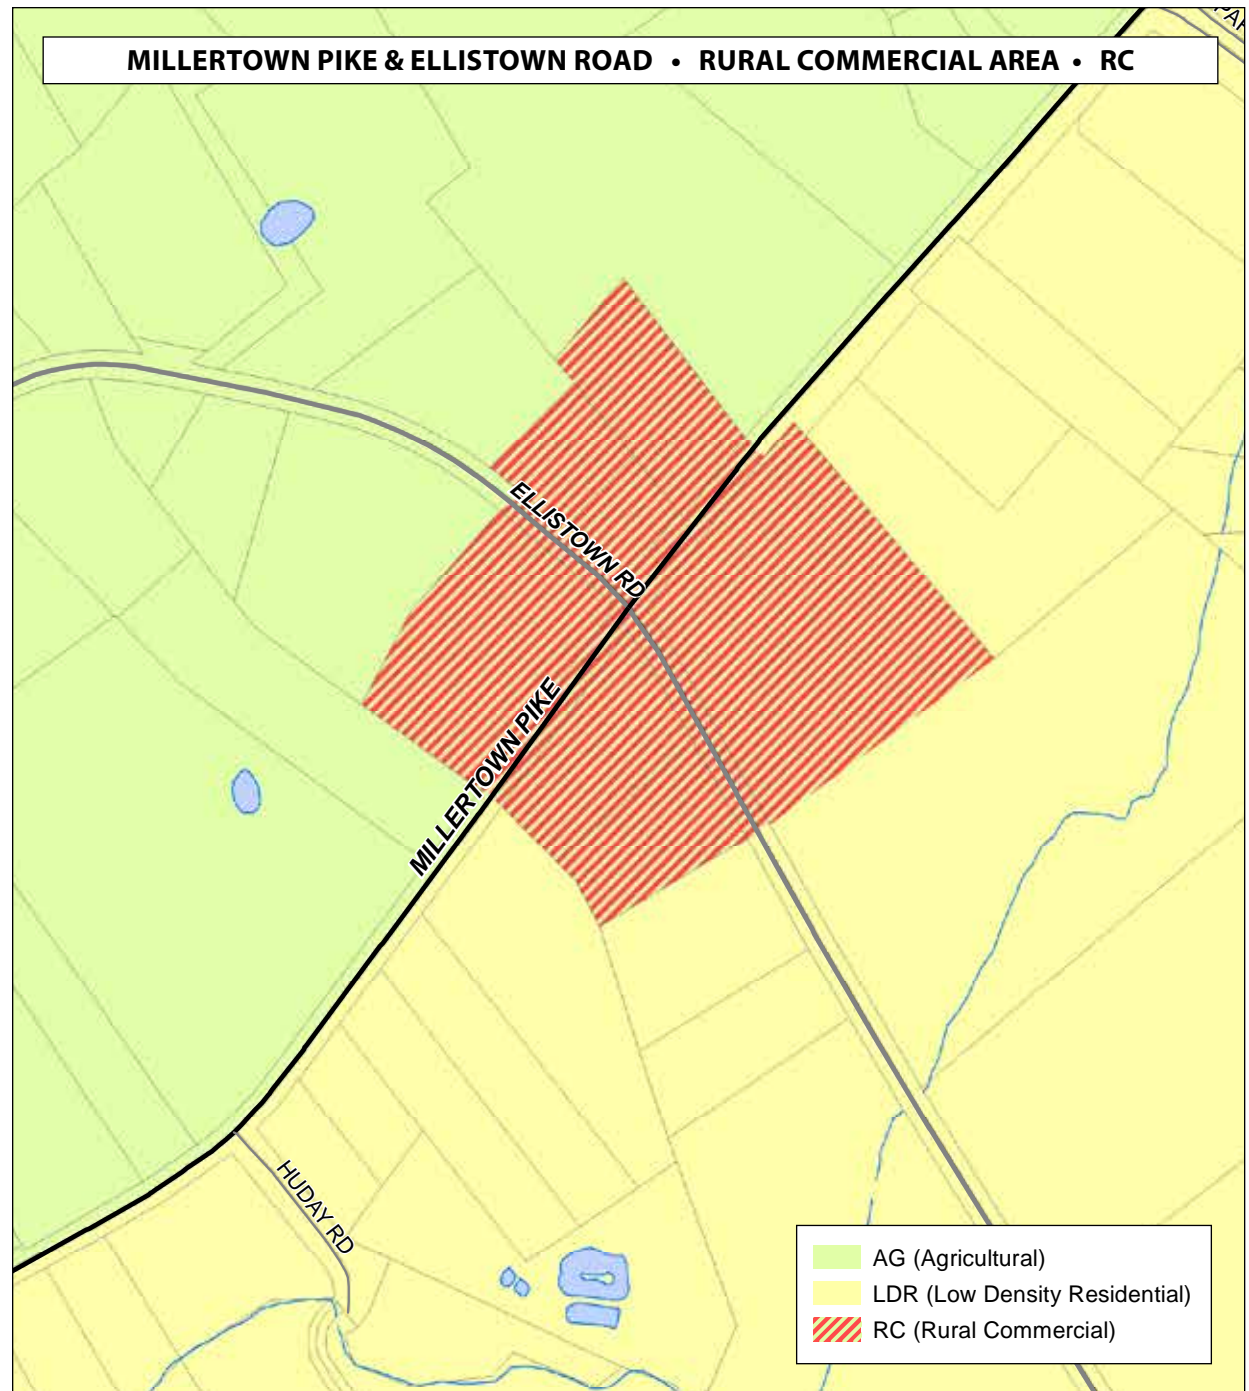 MILLERTOWN PIKE & ELLISTOWN ROAD • RURAL COMMERCIAL AREA • RC
ELLISTOWN RD
MILLERTOWN PIKE
HUDAY RD
AG (Agricultural)
LDR (Low Density Residential)
RC (Rural Commercial)